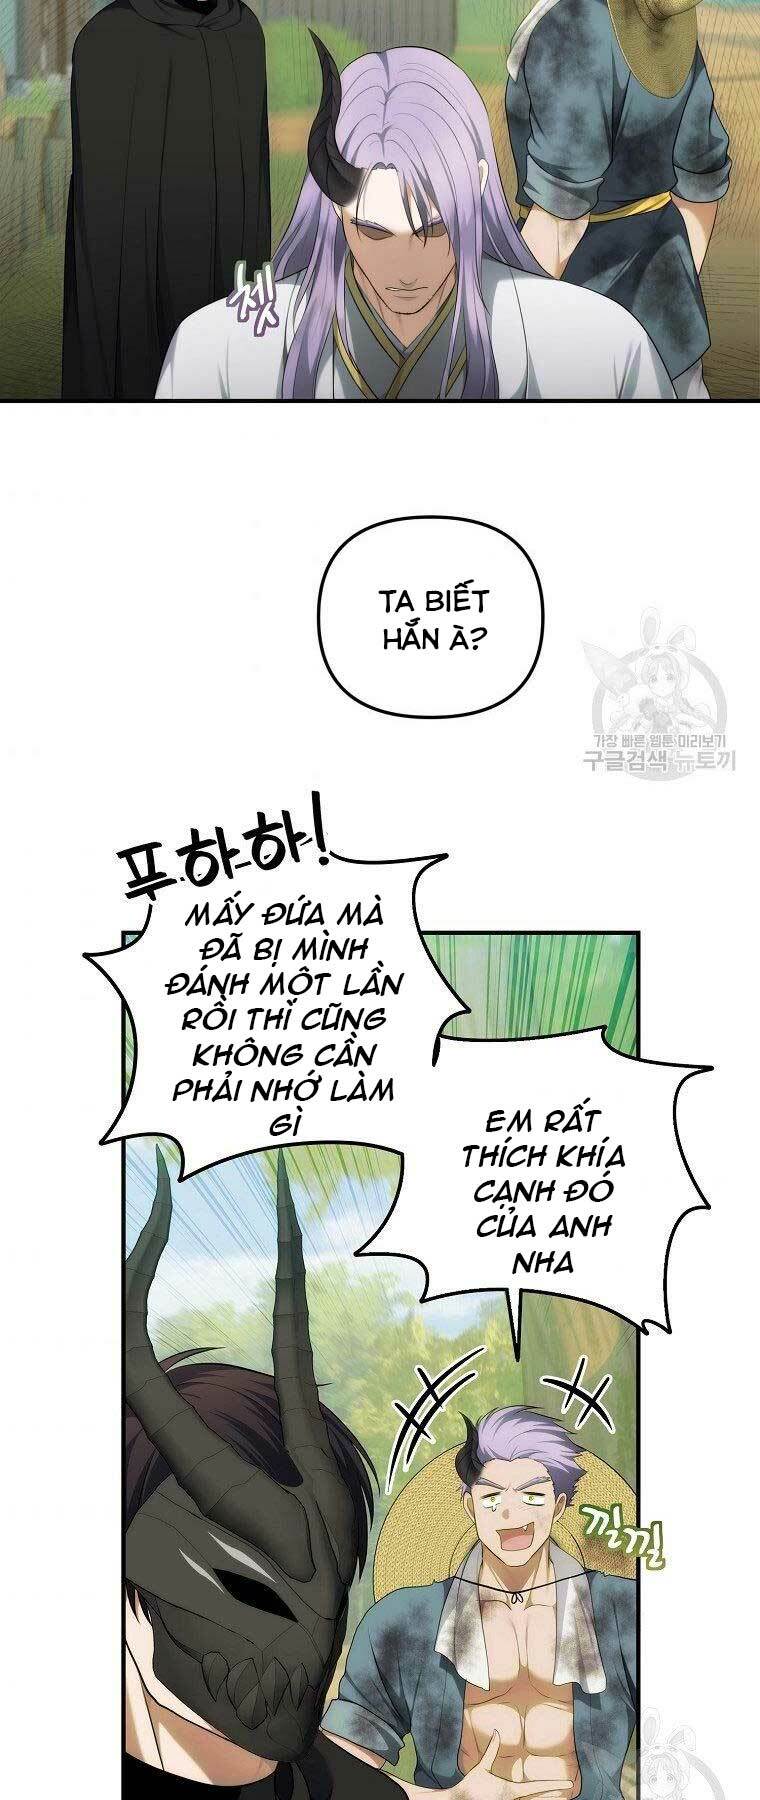 쳇
TA BIẾT
HẮN À?
가장 빠른 웹툰 미리보기
구글검색 뉴토끼
푸하하!
MẤY ĐỨA MÀ
ĐÃ BỊ MÌNH
ĐÁNH MỘT LẦN
RỒI THÌ CŨNG
KHÔNG CẦN
PHẢI NHỚ LÀM
GÌ
EM RẤT
THÍCH KHÍA
CẠNH ĐÓ
CỦA ANH
NHA
낄낄